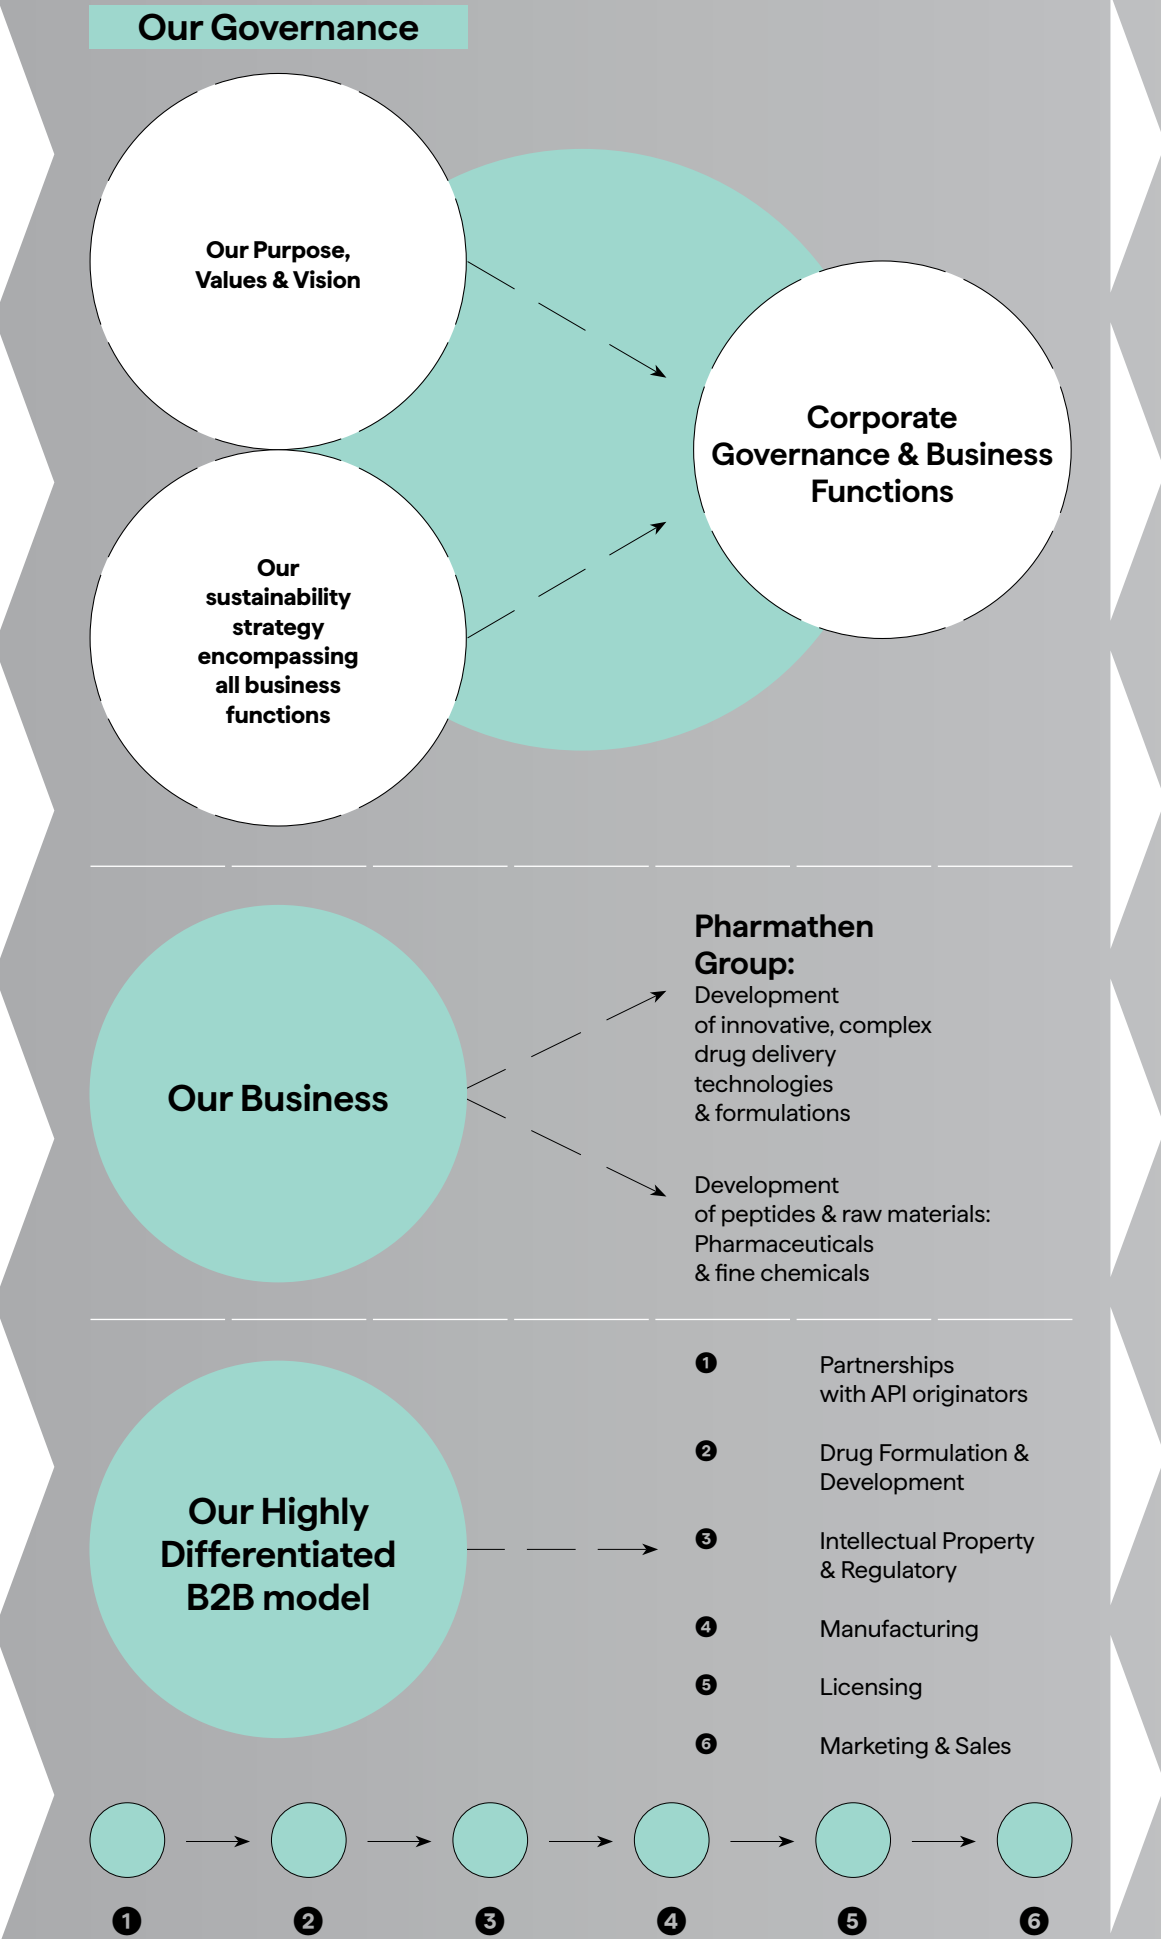 Our Governance
Our Purpose,
Values & Vision
Corporate
Governance & Business
Functions
Our
sustainability
strategy
encompassing
all business
functions
Our Business
Pharmathen
Group:
Development
of innovative, complex
drug delivery
technologies
& formulations
Development
of peptides & raw materials:
Pharmaceuticals
& fine chemicals
Our Highly
Differentiated
B2B model
1 Partnerships
with API originators
2 Drug Formulation &
Development
3 Intellectual Property
& Regulatory
4 Manufacturing
5 Licensing
6 Marketing & Sales
1 2 3 4 5 6